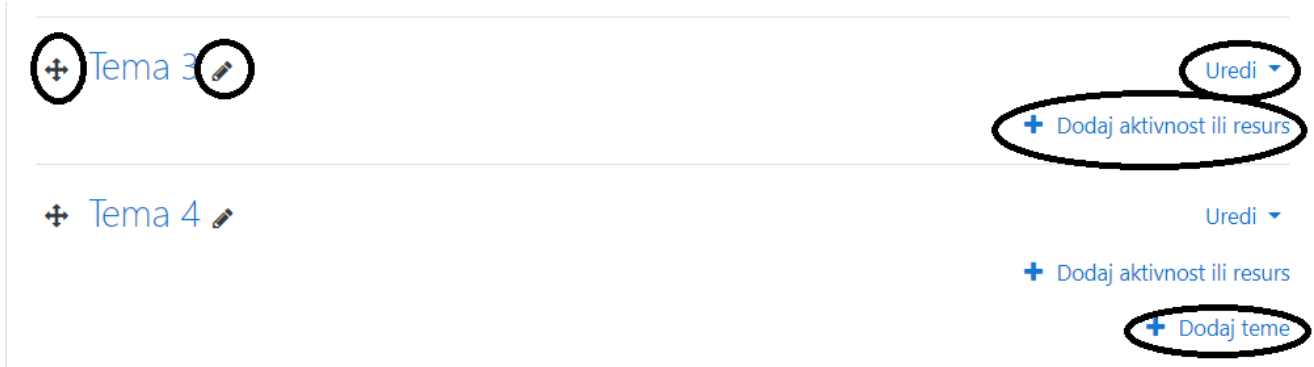 Tema 3
Uredi
Dodaj aktivnost ili resurs
Tema 4
Uredi
Dodaj aktivnost ili resurs
Dodaj teme